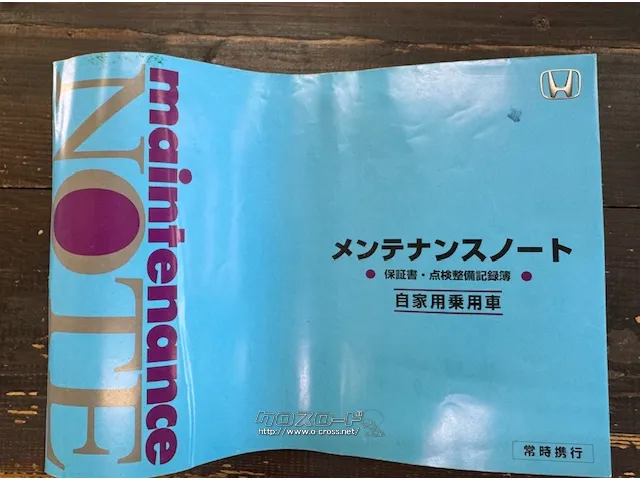 maintenance
NOTE
メンテナンスノート
● 保証書・点検整備記録簿 ●
自家用乗用車
クロスロード
http://www.o-cross.net/
常時携行